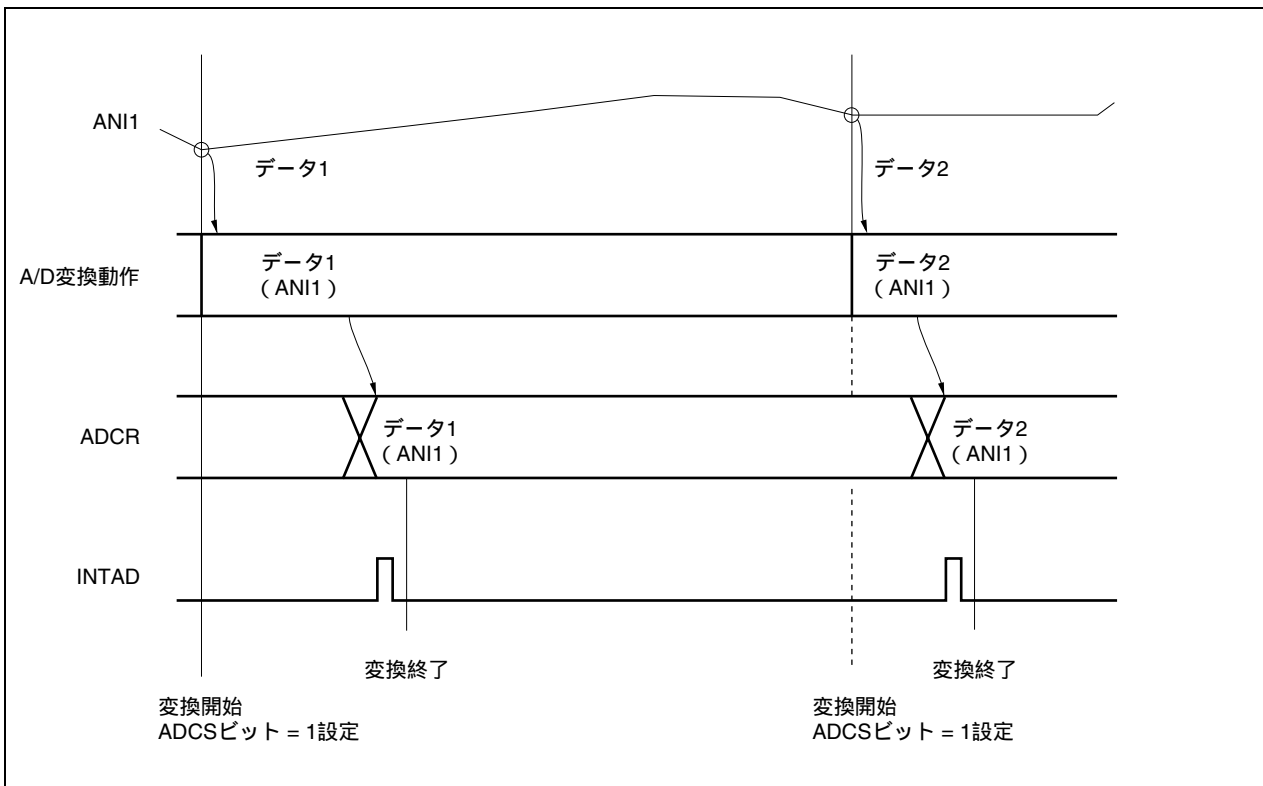 ANI1
データ1
データ2
A/D変換動作
データ1
（ANI1）
データ2
（ANI1）
ADCR
データ1
（ANI1）
データ2
（ANI1）
INTAD
変換終了
変換終了
変換開始
ADCSビット = 1設定
変換開始
ADCSビット = 1設定